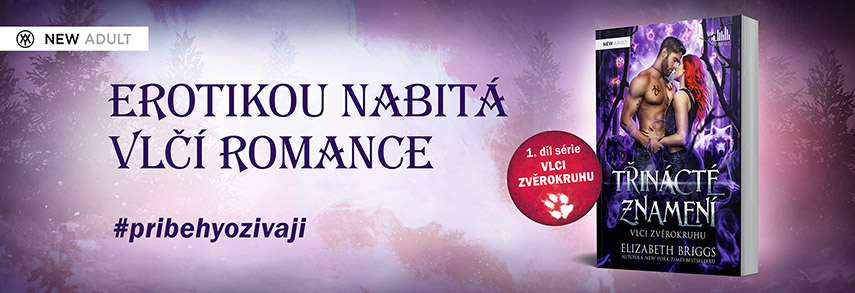 NEW ADULT
EROTIKOU NABITÁ
VLČÍ ROMANCE
#pribehyozivaji
1. díl série
VLCI
ZVĚROKRUHU
NEW ADULT
TŘINÁCTÉ
ZNAMENÍ
VLCI ZVĚROKRUHU
ELIZABETH BRIGGS
AUTORKA NEW YORK TIMES BESTSELLERŮ